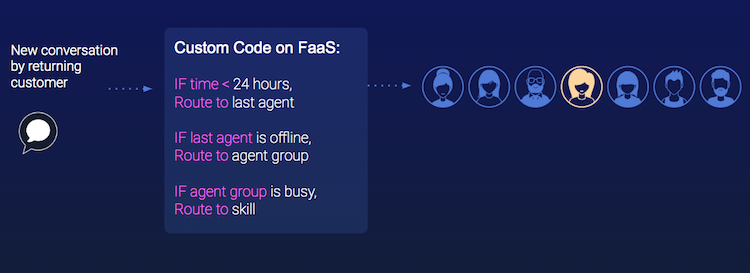 New conversation
by returning
customer
Custom Code on FaaS:
IF time < 24 hours,
Route to last agent
IF last agent is offline,
Route to agent group
IF agent group is busy,
Route to skill